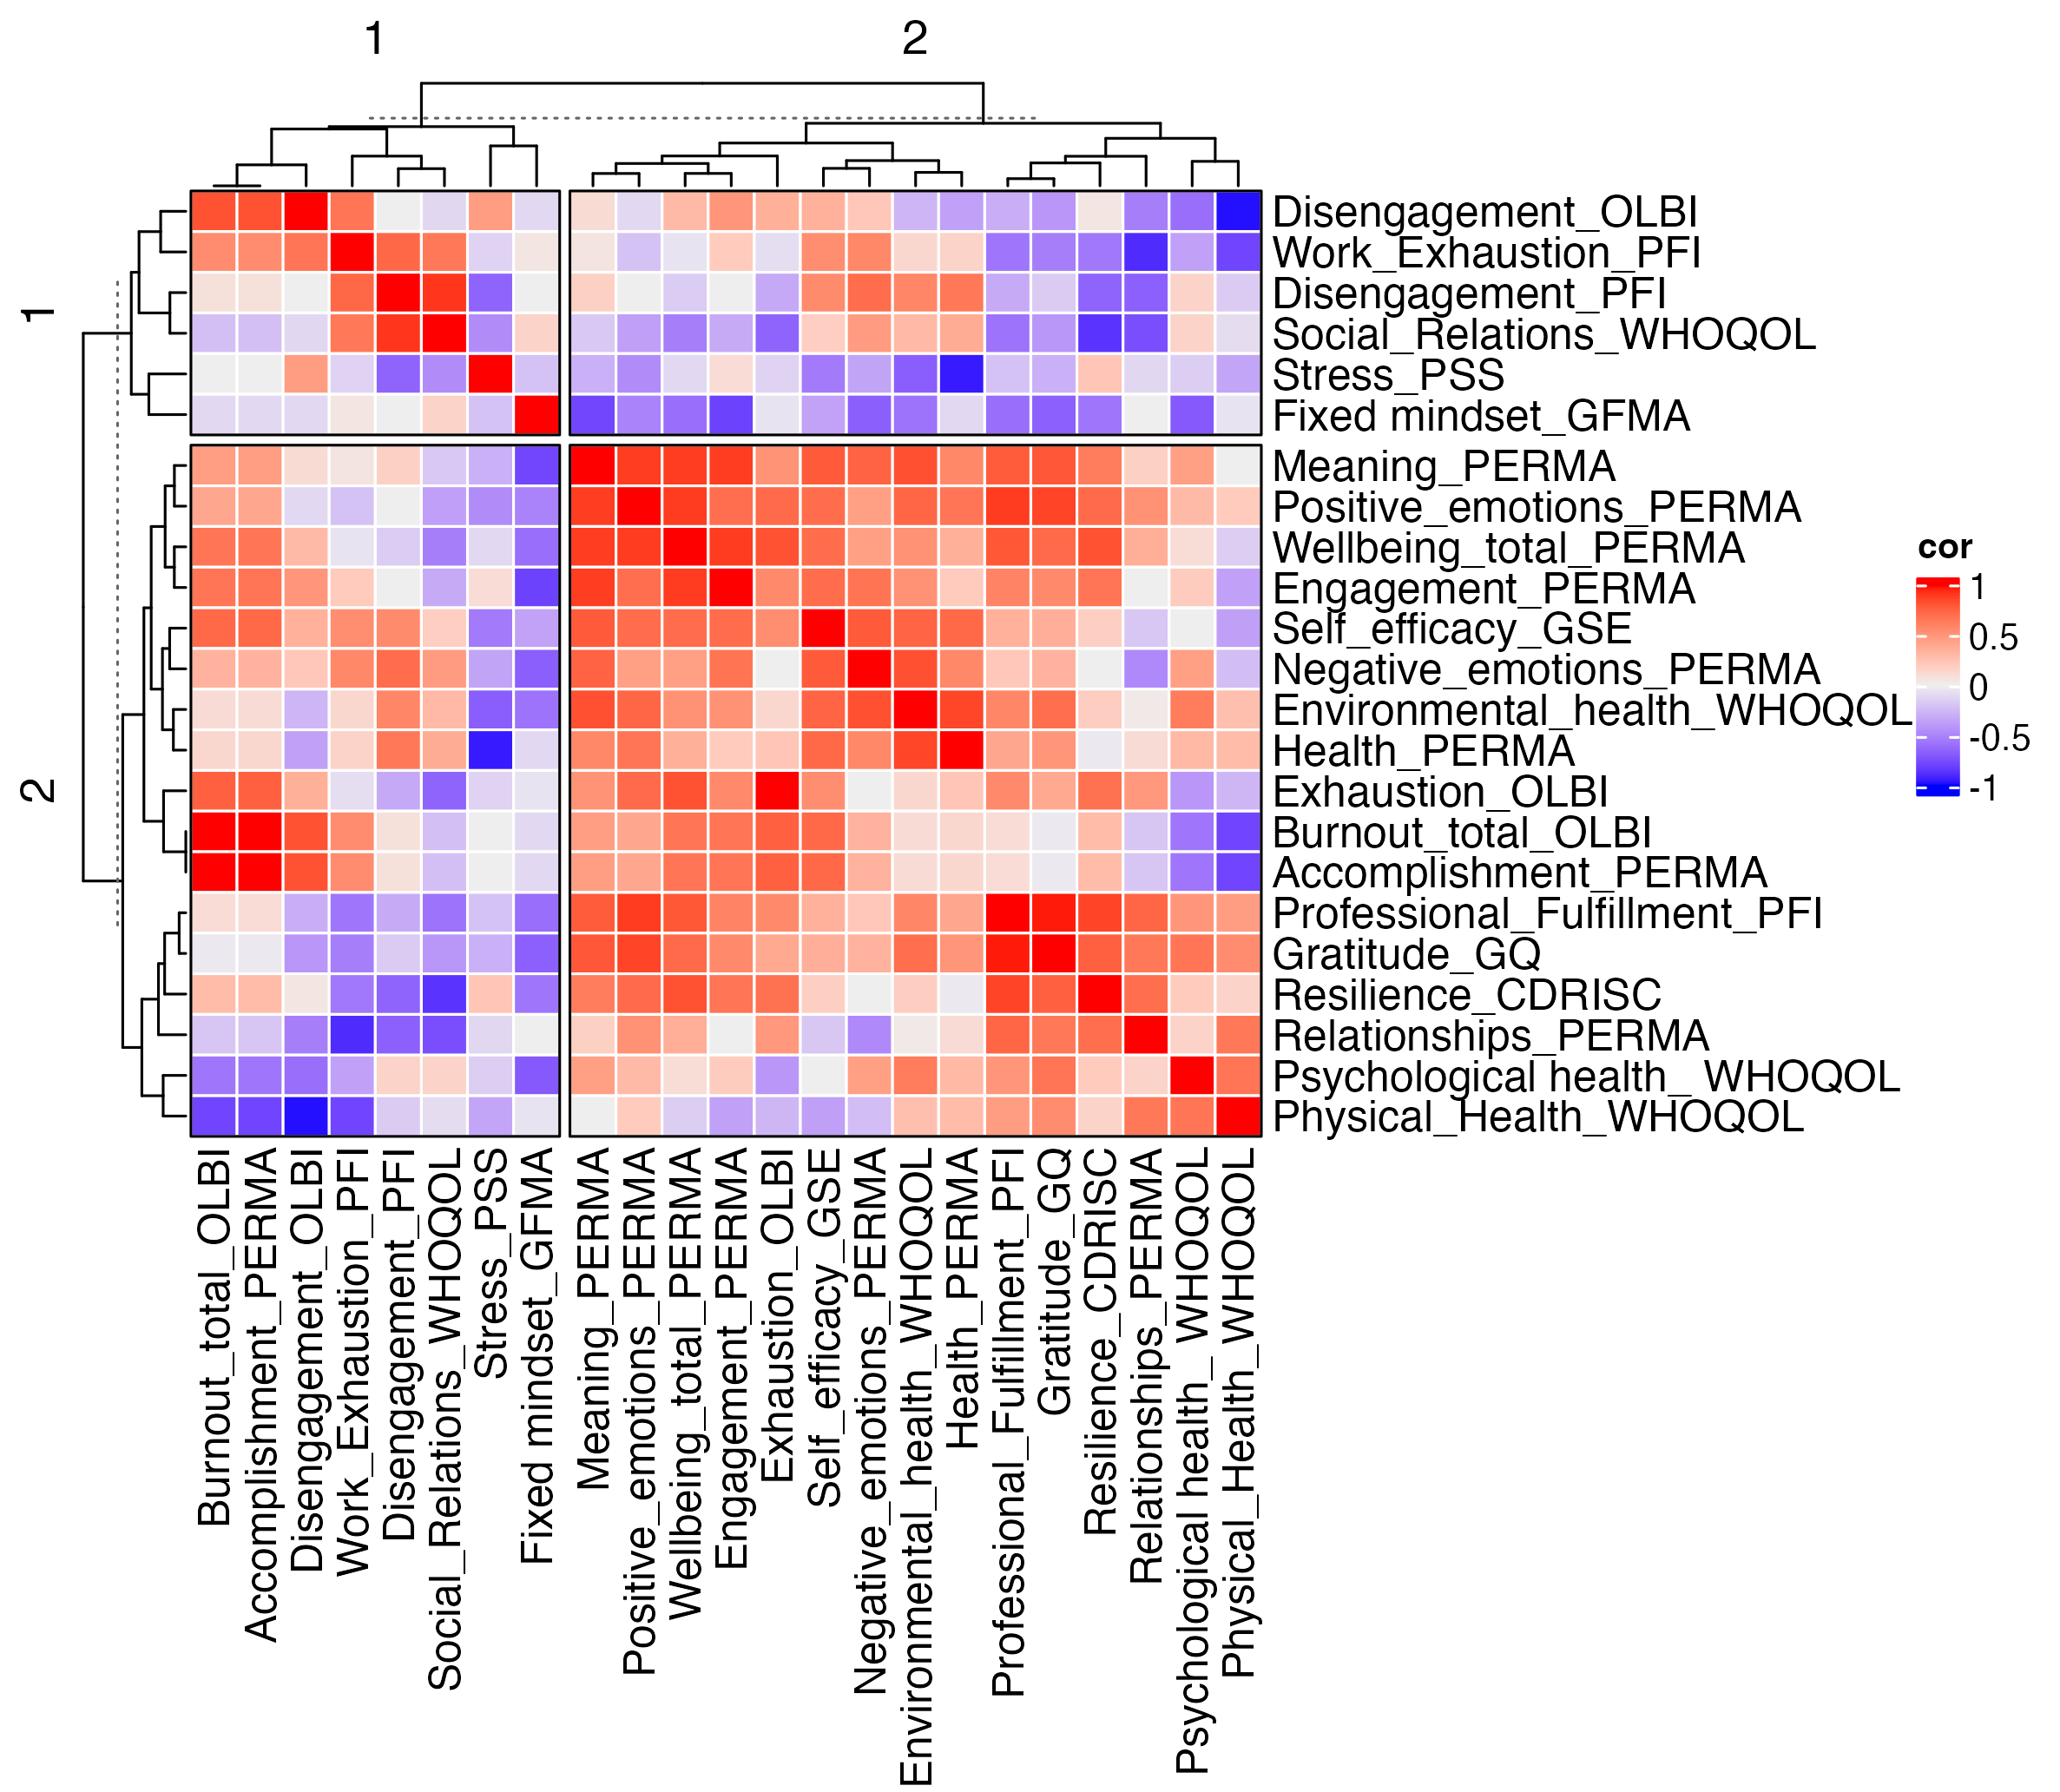 1
2
1
2
Disengagement_OLBI
Work_Exhaustion_PFI
Disengagement_PFI
Social_Relations_WHOQOL
Stress_PSS
Fixed mindset_GFMA
Meaning_PERMA
Positive_emotions_PERMA
Wellbeing_total_PERMA
Engagement_PERMA
Self_efficacy_GSE
Negative_emotions_PERMA
Environmental_health_WHOQOL
Health_PERMA
Exhaustion_OLBI
Burnout_total_OLBI
Accomplishment_PERMA
Professional_Fulfillment_PFI
Gratitude_GQ
Resilience_CDRISC
Relationships_PERMA
Psychological health_ WHOQOL
Physical_Health_WHOQOL
cor
1
0.5
0
-0.5
-1
Burnout_total_OLBI
Accomplishment_PERMA
Disengagement_OLBI
Work_Exhaustion_PFI
Disengagement_PFI
Social_Relations_WHOQOL
Stress_PSS
Fixed mindset_GFMA
Meaning_PERMA
Positive_emotions_PERMA
Wellbeing_total_PERMA
Engagement_PERMA
Exhaustion_OLBI
Self_efficacy_GSE
Negative_emotions_PERMA
Environmental_health_WHOQOL
Health_PERMA
Professional_Fulfillment_PFI
Gratitude_GQ
Resilience_CDRISC
Relationships_PERMA
Psychological health_ WHOQOL
Physical_Health_WHOQOL